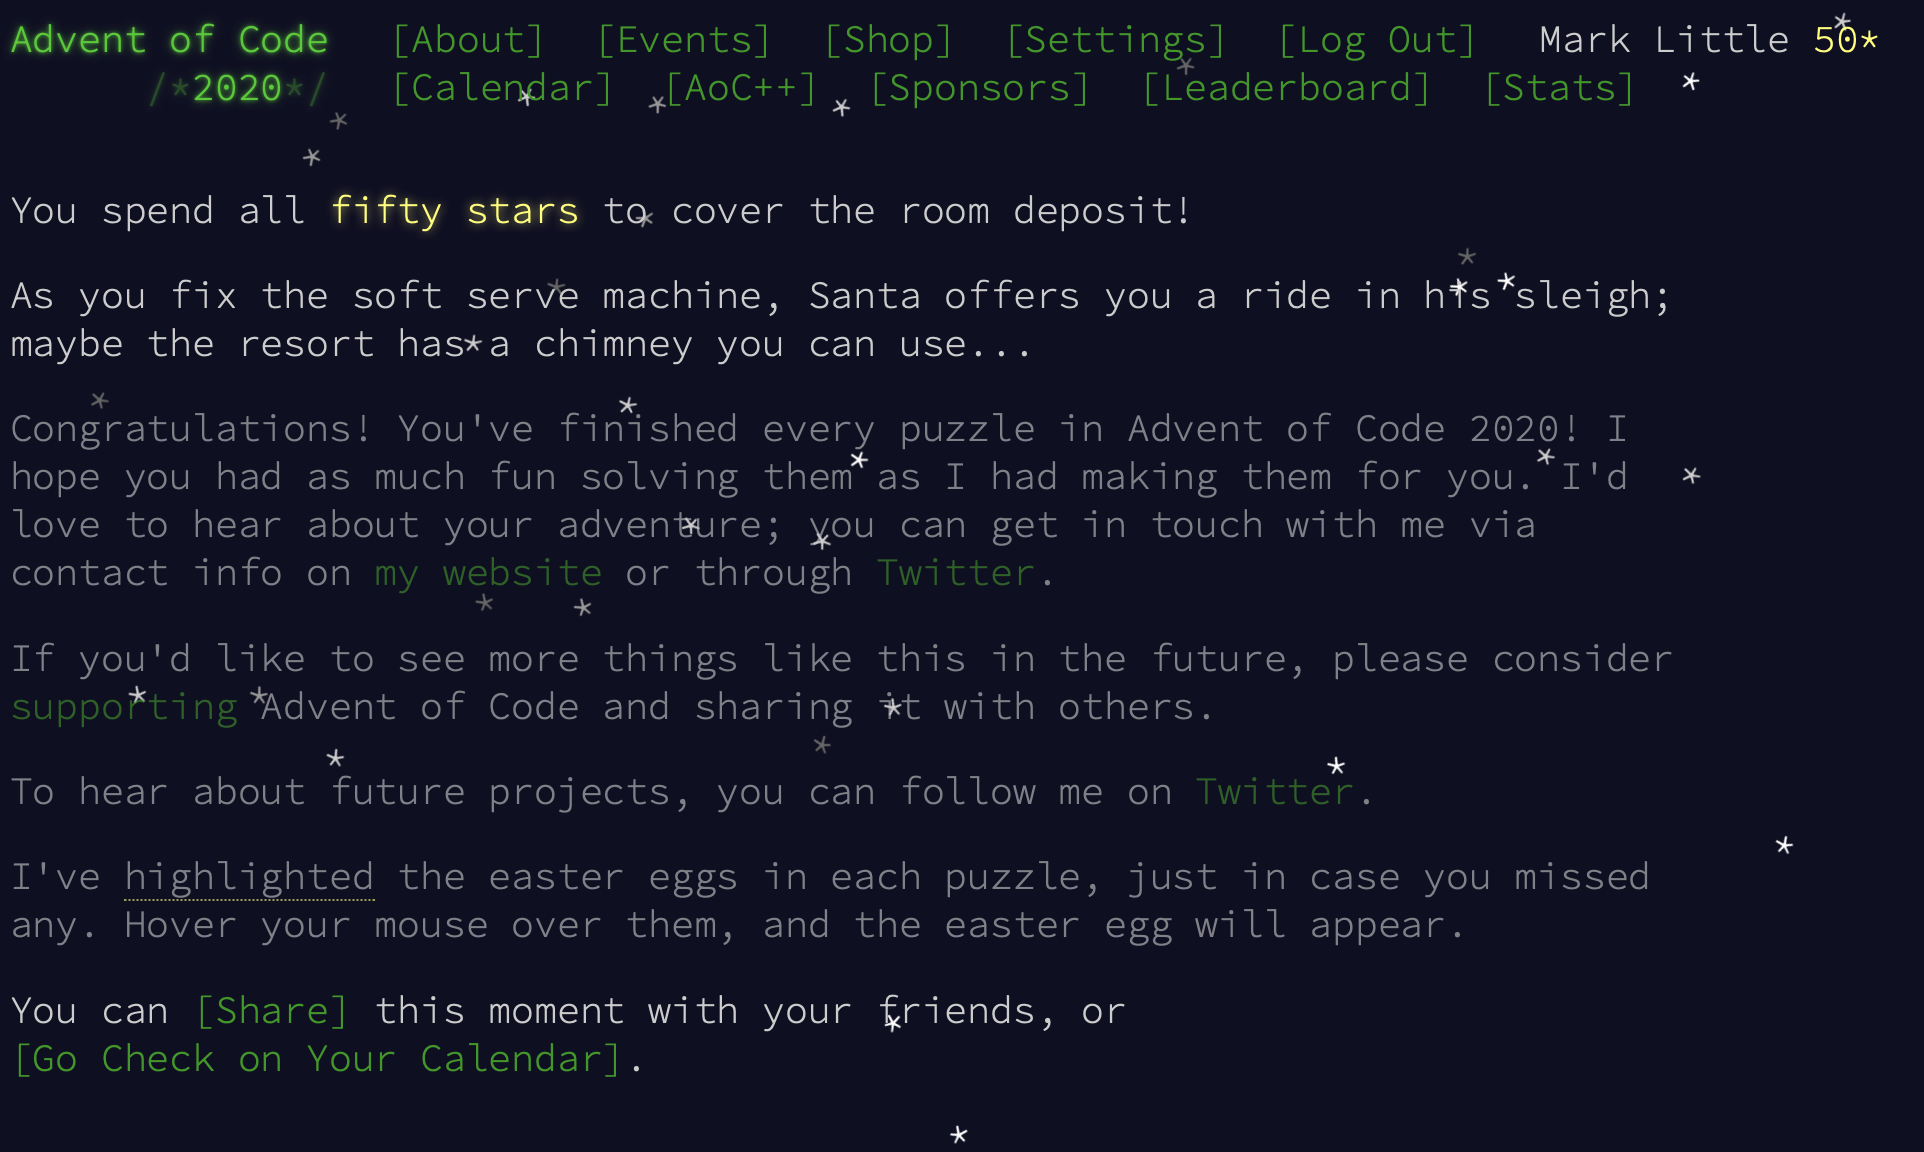 Advent of Code [About] [Events] [Shop] [Settings] [Log Out] Mark Little 50*
/*2020*/ [Calendar] [AoC++] [Sponsors] [Leaderboard] [Stats]
You spend all fifty stars to cover the room deposit!
As you fix the soft serve machine, Santa offers you a ride in his sleigh;
maybe the resort has a chimney you can use...
Congratulations! You've finished every puzzle in Advent of Code 2020! I
hope you had as much fun solving them as I had making them for you. I'd
love to hear about your adventure; you can get in touch with me via
contact info on my website or through Twitter.
If you'd like to see more things like this in the future, please consider
supporting Advent of Code and sharing it with others.
To hear about future projects, you can follow me on Twitter.
I've highlighted the easter eggs in each puzzle, just in case you missed
any. Hover your mouse over them, and the easter egg will appear.
You can [Share] this moment with your friends, or
[Go Check on Your Calendar].